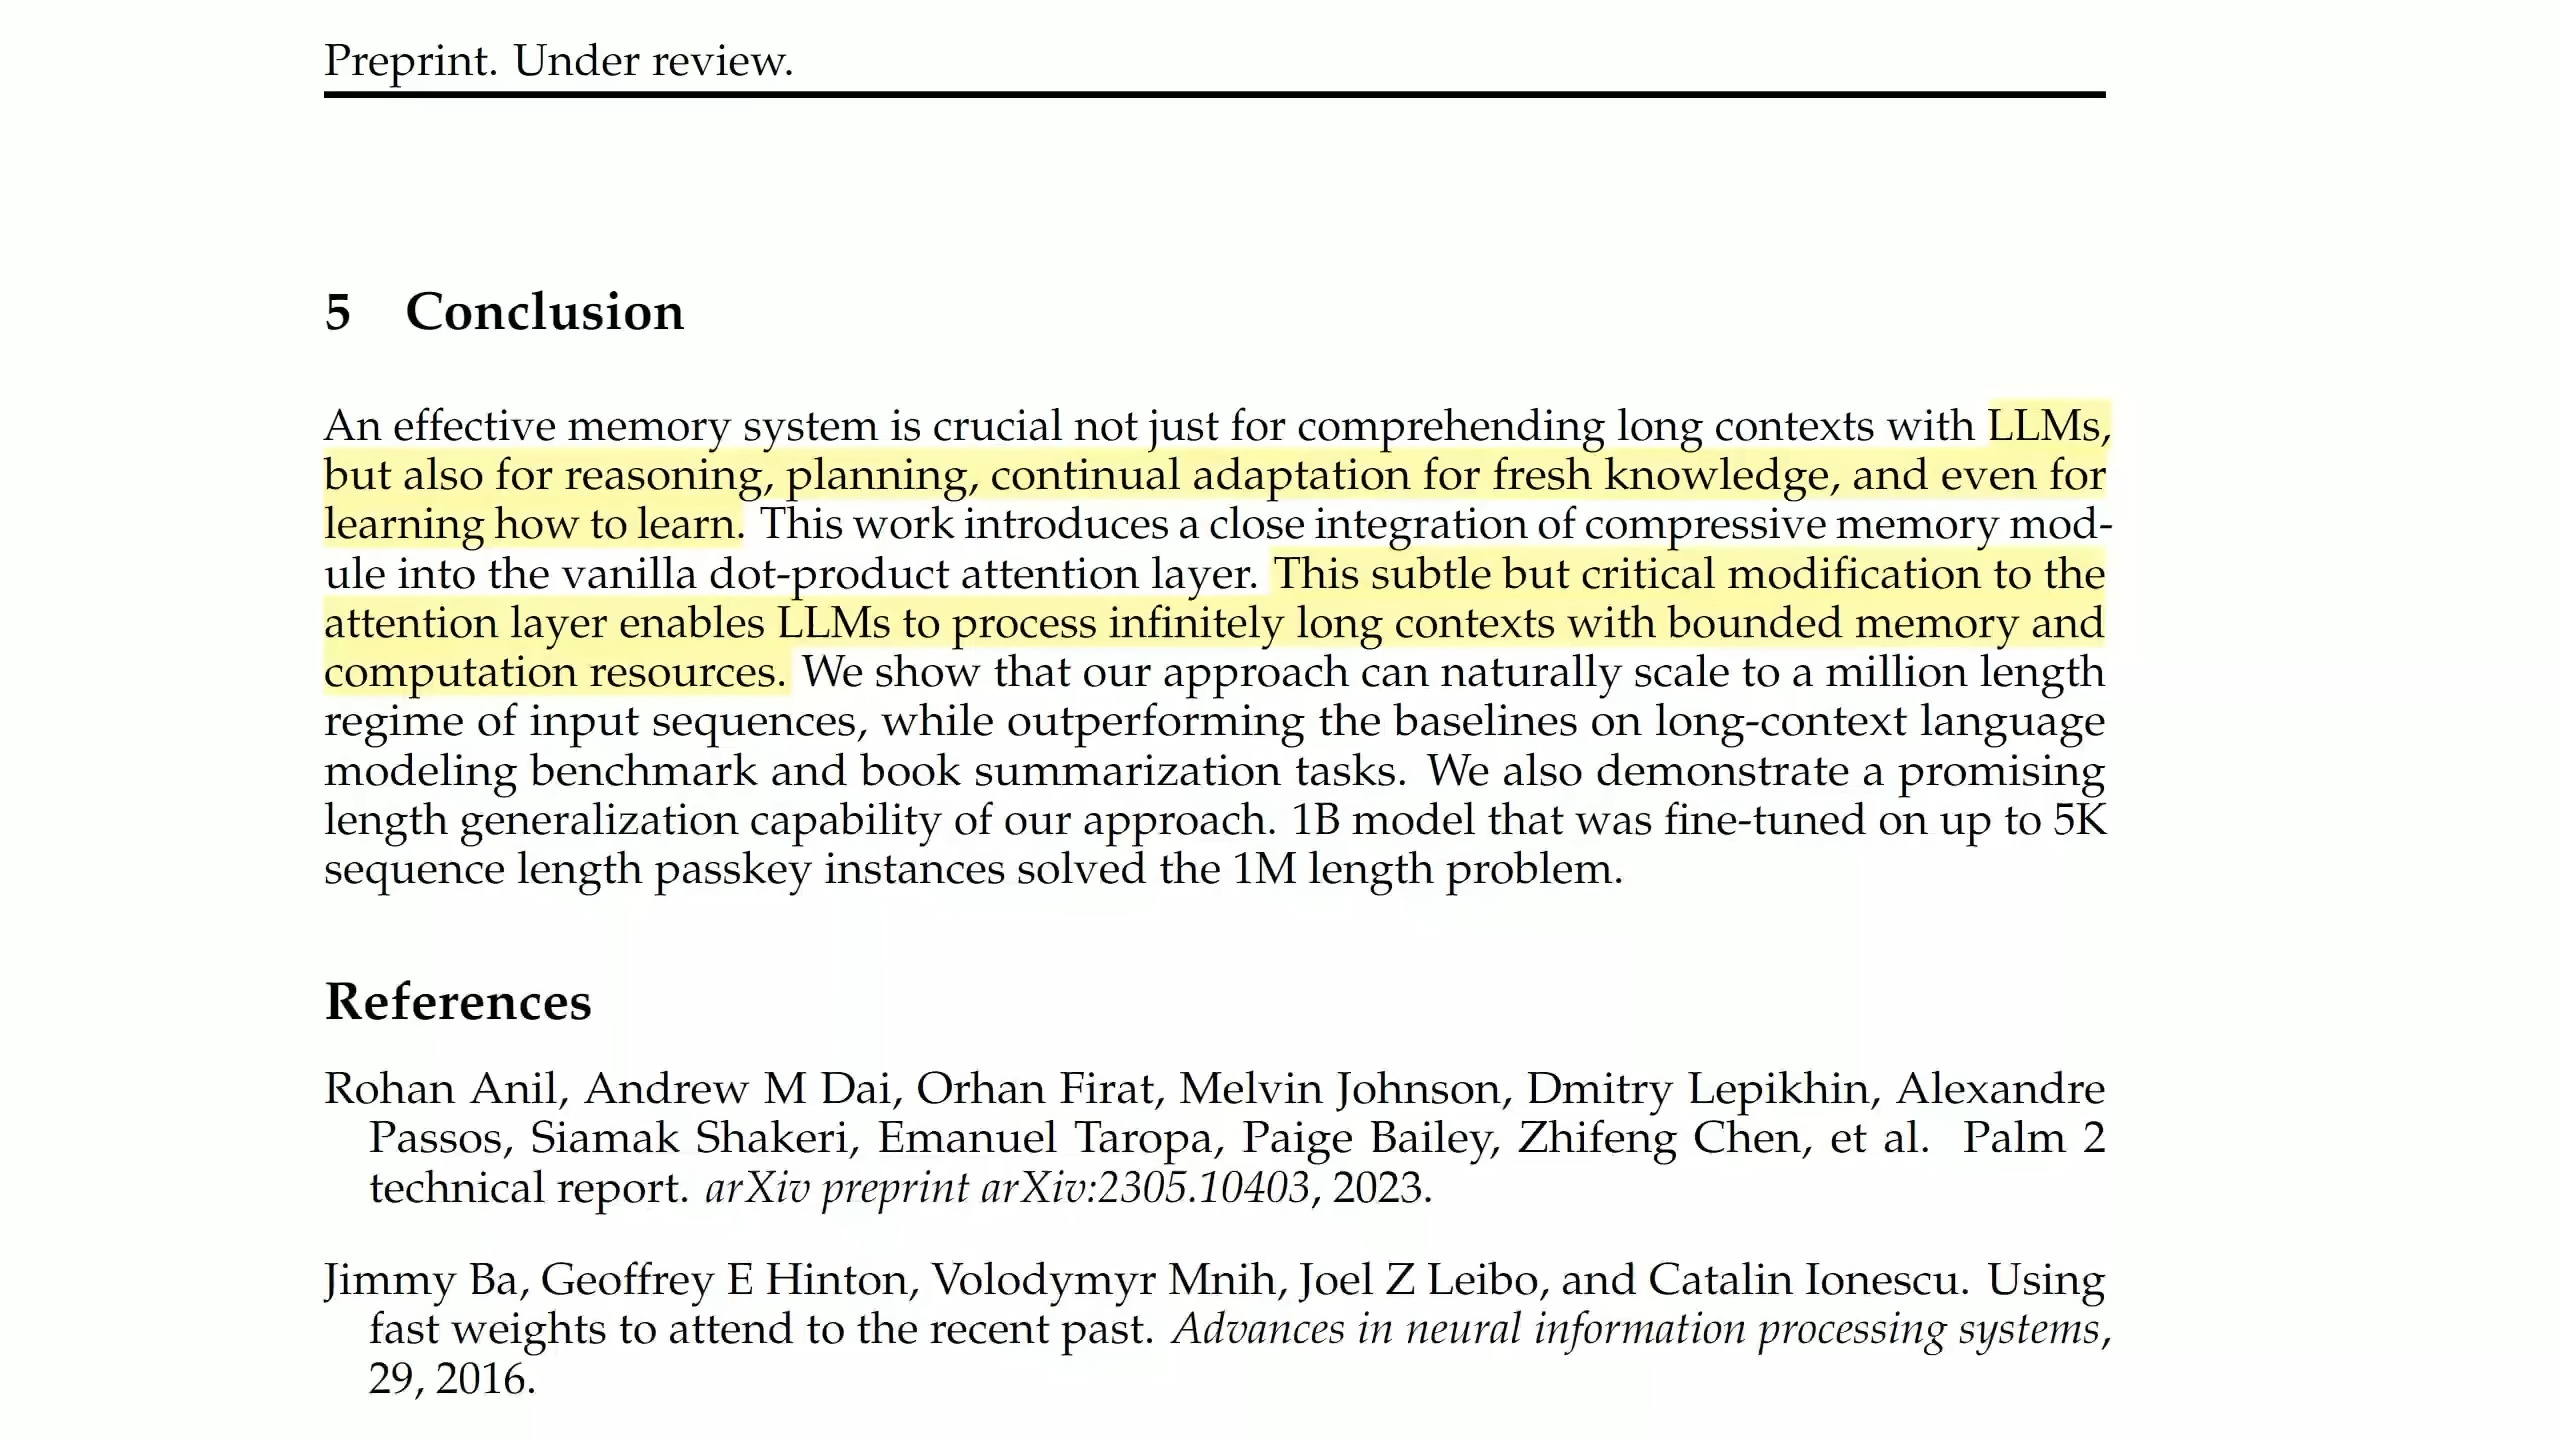 Preprint. Under review.
5 Conclusion
An effective memory system is crucial not just for comprehending long contexts with LLMs,
but also for reasoning, planning, continual adaptation for fresh knowledge, and even for
learning how to learn. This work introduces a close integration of compressive memory mod-
ule into the vanilla dot-product attention layer. This subtle but critical modification to the
attention layer enables LLMs to process infinitely long contexts with bounded memory and
computation resources. We show that our approach can naturally scale to a million length
regime of input sequences, while outperforming the baselines on long-context language
modeling benchmark and book summarization tasks. We also demonstrate a promising
length generalization capability of our approach. 1B model that was fine-tuned on up to 5K
sequence length passkey instances solved the 1M length problem.
References
Rohan Anil, Andrew M Dai, Orhan Firat, Melvin Johnson, Dmitry Lepikhin, Alexandre
Passos, Siamak Shakeri, Emanuel Taropa, Paige Bailey, Zhifeng Chen, et al. Palm 2
technical report. arXiv preprint arXiv:2305.10403, 2023.
Jimmy Ba, Geoffrey E Hinton, Volodymyr Mnih, Joel Z Leibo, and Catalin Ionescu. Using
fast weights to attend to the recent past. Advances in neural information processing systems,
29, 2016.